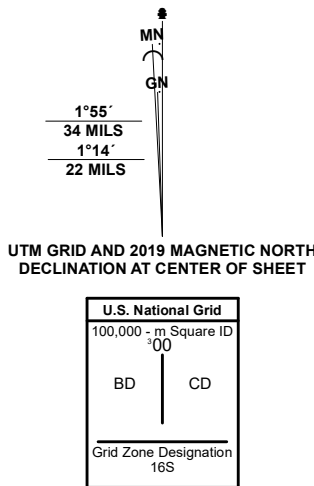 MN
GN
1°55´
34 MILS
1°14´
22 MILS
UTM GRID AND 2019 MAGNETIC NORTH
DECLINATION AT CENTER OF SHEET
U.S. National Grid
100,000 - m Square ID
³00
BD CD
Grid Zone Designation
16S